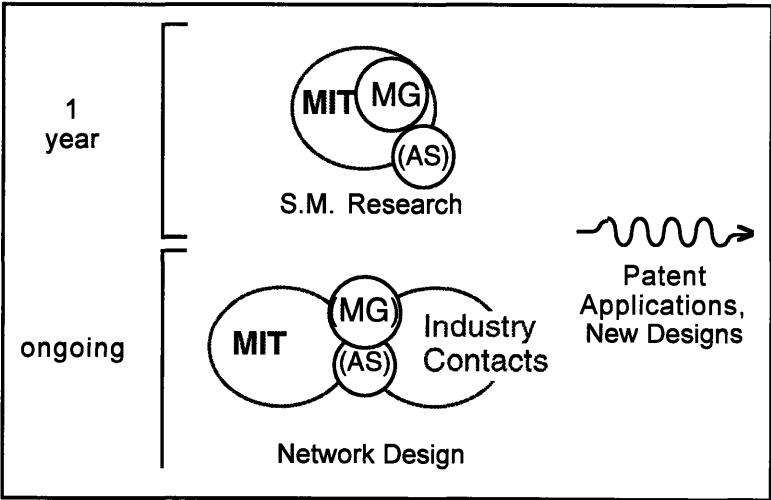 1
year
MIT
MG
(AS)
S.M. Research
Patent
Applications,
New Designs
ongoing
MIT
(MG)
(AS)
Industry
Contacts
Network Design